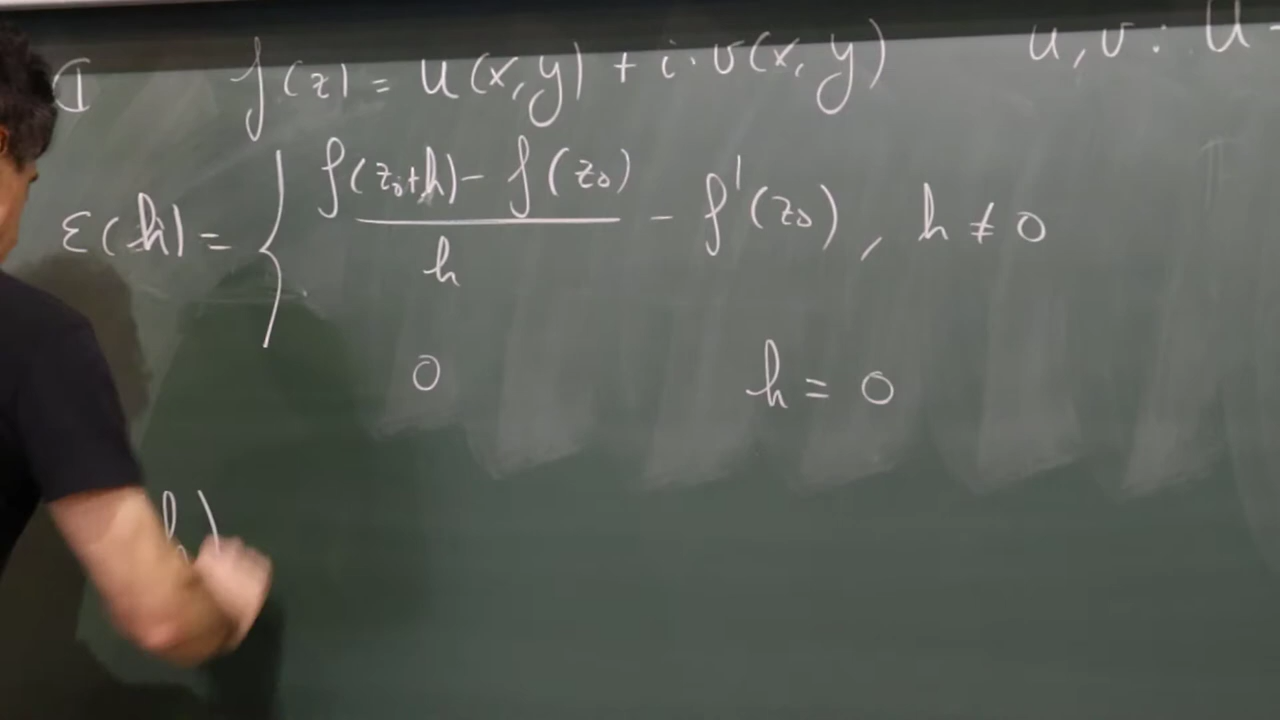 f(z) = u(x,y) + i·v(x,y) u,v : U
ε(h) = { (f(z₀+h) - f(z₀))/h - f'(z₀), h ≠ 0
0 h = 0
h)